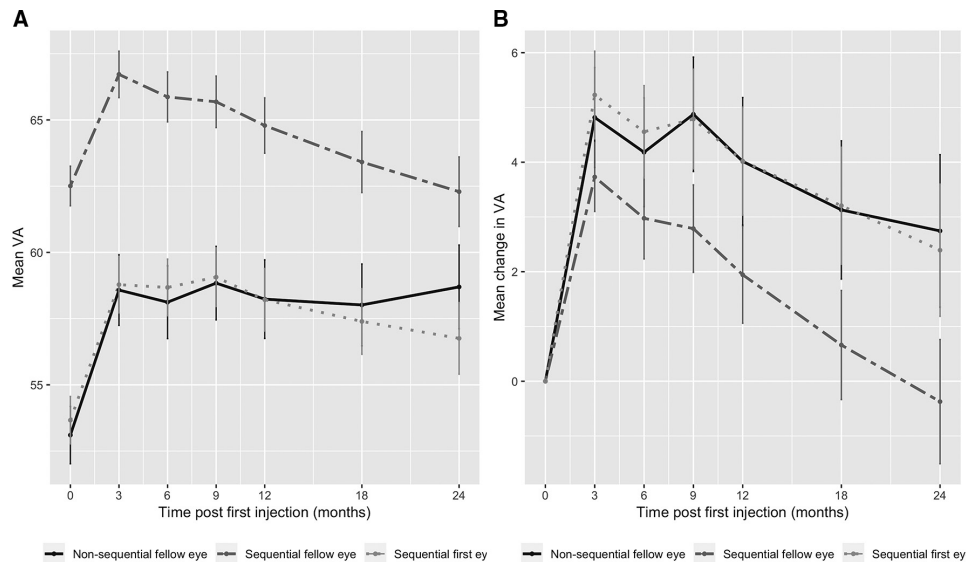 A
B
Mean VA
65
60
55
0 3 6 9 12 18 24
Time post first injection (months)
Non-sequential fellow eye Sequential fellow eye Sequential first ey
Mean change in VA
6
4
2
0
0 3 6 9 12 18 24
Time post first injection (months)
Non-sequential fellow eye Sequential fellow eye Sequential first ey